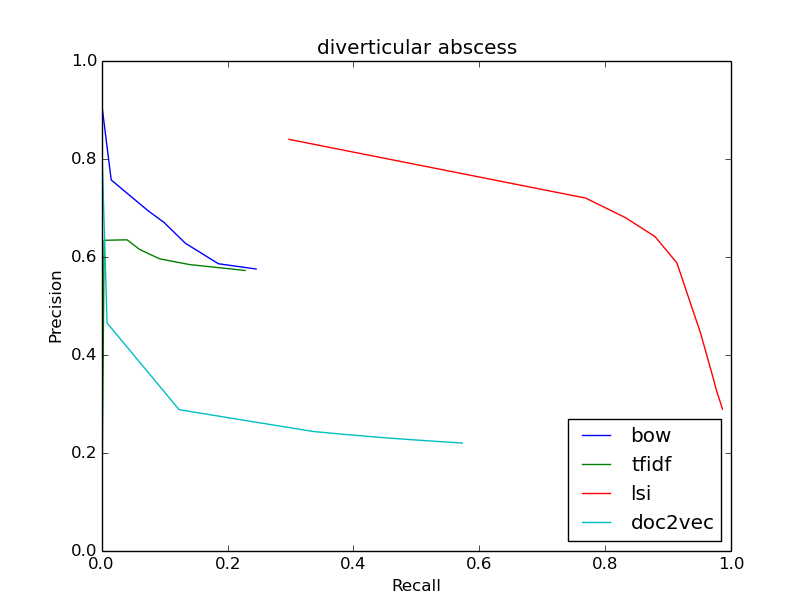 diverticular abscess
1.0
0.8
0.6
0.4
0.2
0.0
Precision
0.0 0.2 0.4 0.6 0.8 1.0
Recall
bow
tfidf
lsi
doc2vec